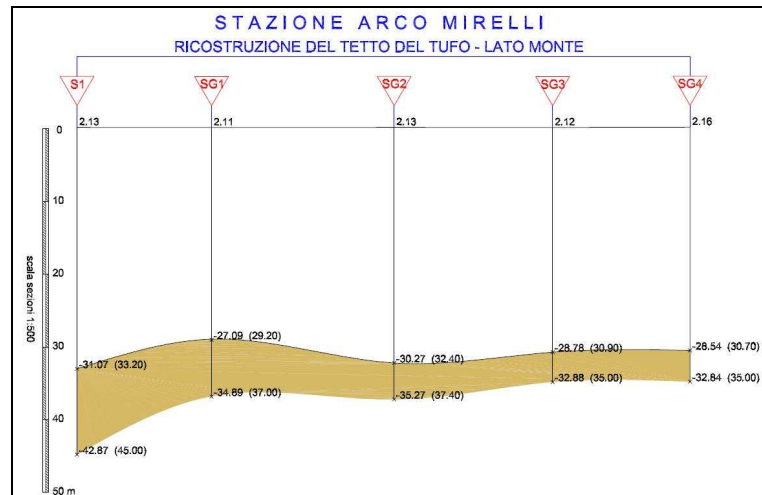 STAZIONE ARCO MIRELLI
RICOSTRUZIONE DEL TETTO DEL TUFO - LATO MONTE
S1 SG1 SG2 SG3 SG4
2.13 2.11 2.13 2.12 2.16
0
10
20
30
40
50 m
scala sezioni 1:500
-31.07 (33.20)
-27.09 (29.20)
-30.27 (32.40)
-28.78 (30.90)
-28.54 (30.70)
-42.87 (45.00)
-34.89 (37.00)
-35.27 (37.40)
-32.88 (35.00)
-32.84 (35.00)